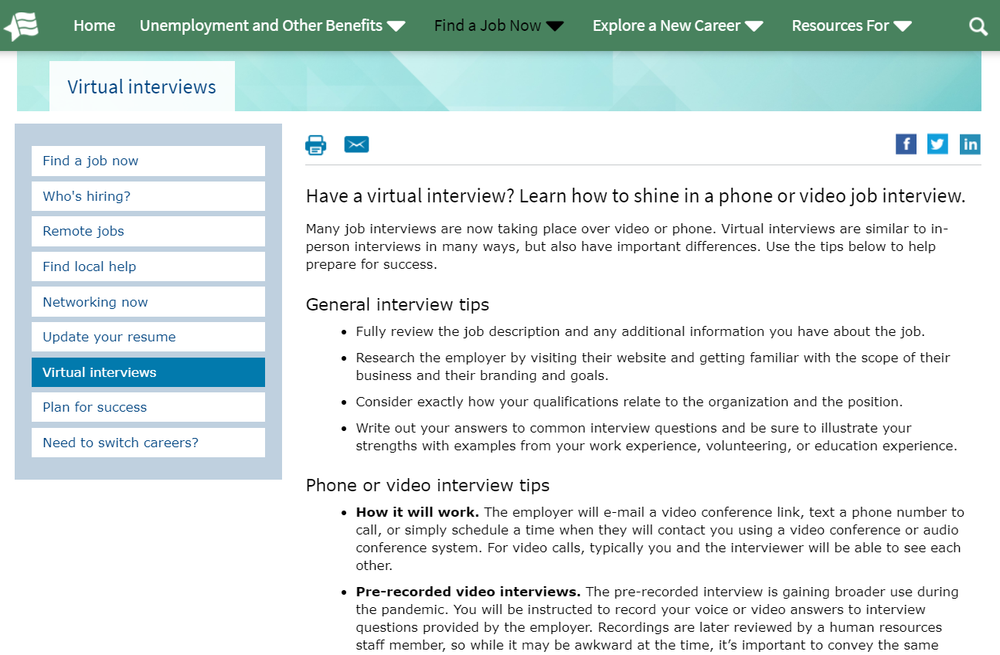 Home Unemployment and Other Benefits Find a Job Now Explore a New Career Resources For
Virtual interviews
Find a job now
Who's hiring?
Remote jobs
Find local help
Networking now
Update your resume
Virtual interviews
Plan for success
Need to switch careers?
f in
Have a virtual interview? Learn how to shine in a phone or video job interview.
Many job interviews are now taking place over video or phone. Virtual interviews are similar to in-
person interviews in many ways, but also have important differences. Use the tips below to help
prepare for success.
General interview tips
• Fully review the job description and any additional information you have about the job.
• Research the employer by visiting their website and getting familiar with the scope of their
business and their branding and goals.
• Consider exactly how your qualifications relate to the organization and the position.
• Write out your answers to common interview questions and be sure to illustrate your
strengths with examples from your work experience, volunteering, or education experience.
Phone or video interview tips
• How it will work. The employer will e-mail a video conference link, text a phone number to
call, or simply schedule a time when they will contact you using a video conference or audio
conference system. For video calls, typically you and the interviewer will be able to see each
other.
• Pre-recorded video interviews. The pre-recorded interview is gaining broader use during
the pandemic. You will be instructed to record your voice or video answers to interview
questions provided by the employer. Recordings are later reviewed by a human resources
staff member, so while it may be awkward at the time, it’s important to convey the same